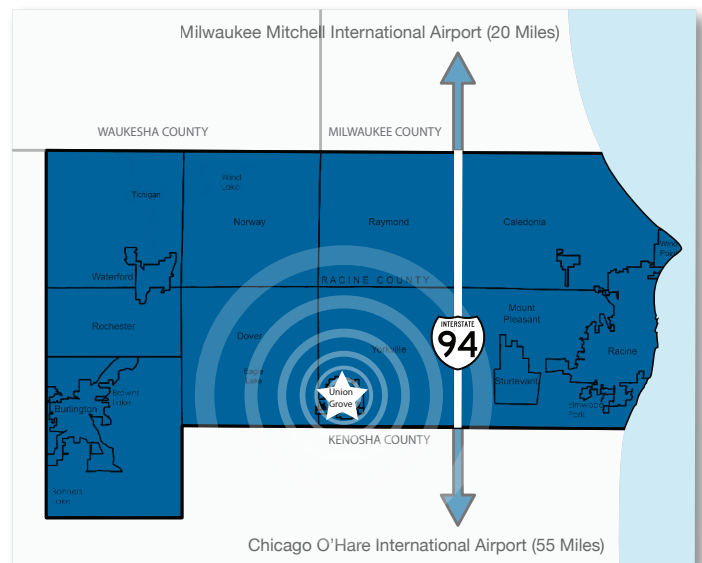 Milwaukee Mitchell International Airport (20 Miles)
WAUKESHA COUNTY
MILWAUKEE COUNTY
Wind
Lake
Tichigan
Norway
Raymond
Caledonia
Wind
Point
Waterford
RACINE COUNTY
Rochester
Mount
Pleasant
Dover
Yorkville
INTERSTATE
94
Racine
Eagle
Lake
Sturtevant
Union
Grove
Browns
Lake
Burlington
Elmwood
Park
KENOSHA COUNTY
Bohners
Lake
Chicago O'Hare International Airport (55 Miles)